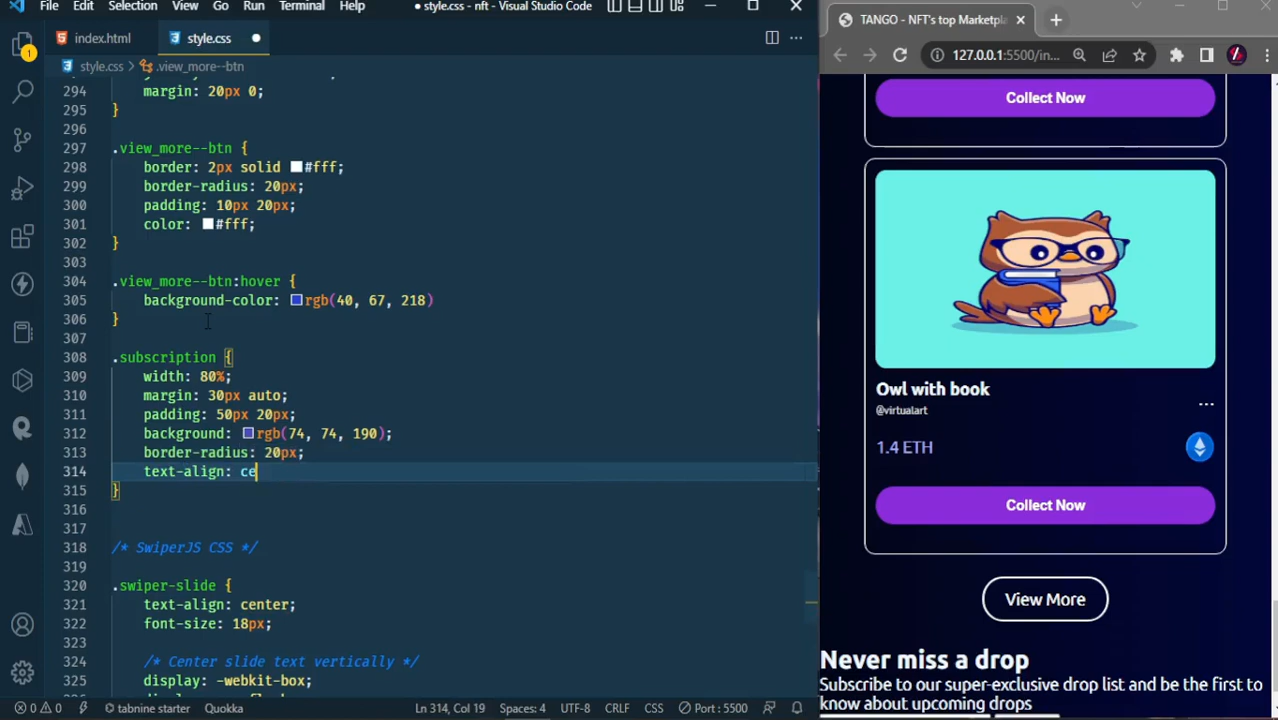 File Edit Selection View Go Run Terminal Help ● style.css - nft - Visual Studio Code
index.html style.css
TANGO - NFT's top Marketpla
style.css > .view_more--btn
127.0.0.1:5500/in...
1
294 margin: 20px 0;
295 }
296
297 .view_more--btn {
298 border: 2px solid #fff;
299 border-radius: 20px;
300 padding: 10px 20px;
301 color: #fff;
302 }
303
304 .view_more--btn:hover {
305 background-color: rgb(40, 67, 218)
306 }
307
308 .subscription {
309 width: 80%;
310 margin: 30px auto;
311 padding: 50px 20px;
312 background: rgb(74, 74, 190);
313 border-radius: 20px;
314 text-align: ce
315 }
316
317
318 /* SwiperJS CSS */
319
320 .swiper-slide {
321 text-align: center;
322 font-size: 18px;
323
324 /* Center slide text vertically */
325 display: -webkit-box;
0 0 tabnine starter Quokka Ln 314, Col 19 Spaces: 4 UTF-8 CRLF CSS Port : 5500
Collect Now
Owl with book
@virtualart
...
1.4 ETH
Collect Now
View More
Never miss a drop
Subscribe to our super-exclusive drop list and be the first to
know about upcoming drops